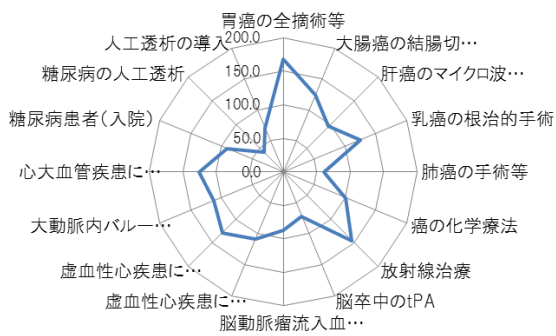 胃癌の全摘術等
大腸癌の結腸切…
肝癌のマイクロ波…
乳癌の根治的手術
肺癌の手術等
癌の化学療法
放射線治療
脳卒中のtPA
脳動脈瘤流入血…
虚血性心疾患に…
虚血性心疾患に…
大動脈内バルー…
心大血管疾患に…
糖尿病患者(入院)
糖尿病の人工透析
人工透析の導入
200.0
150.0
100.0
50.0
0.0